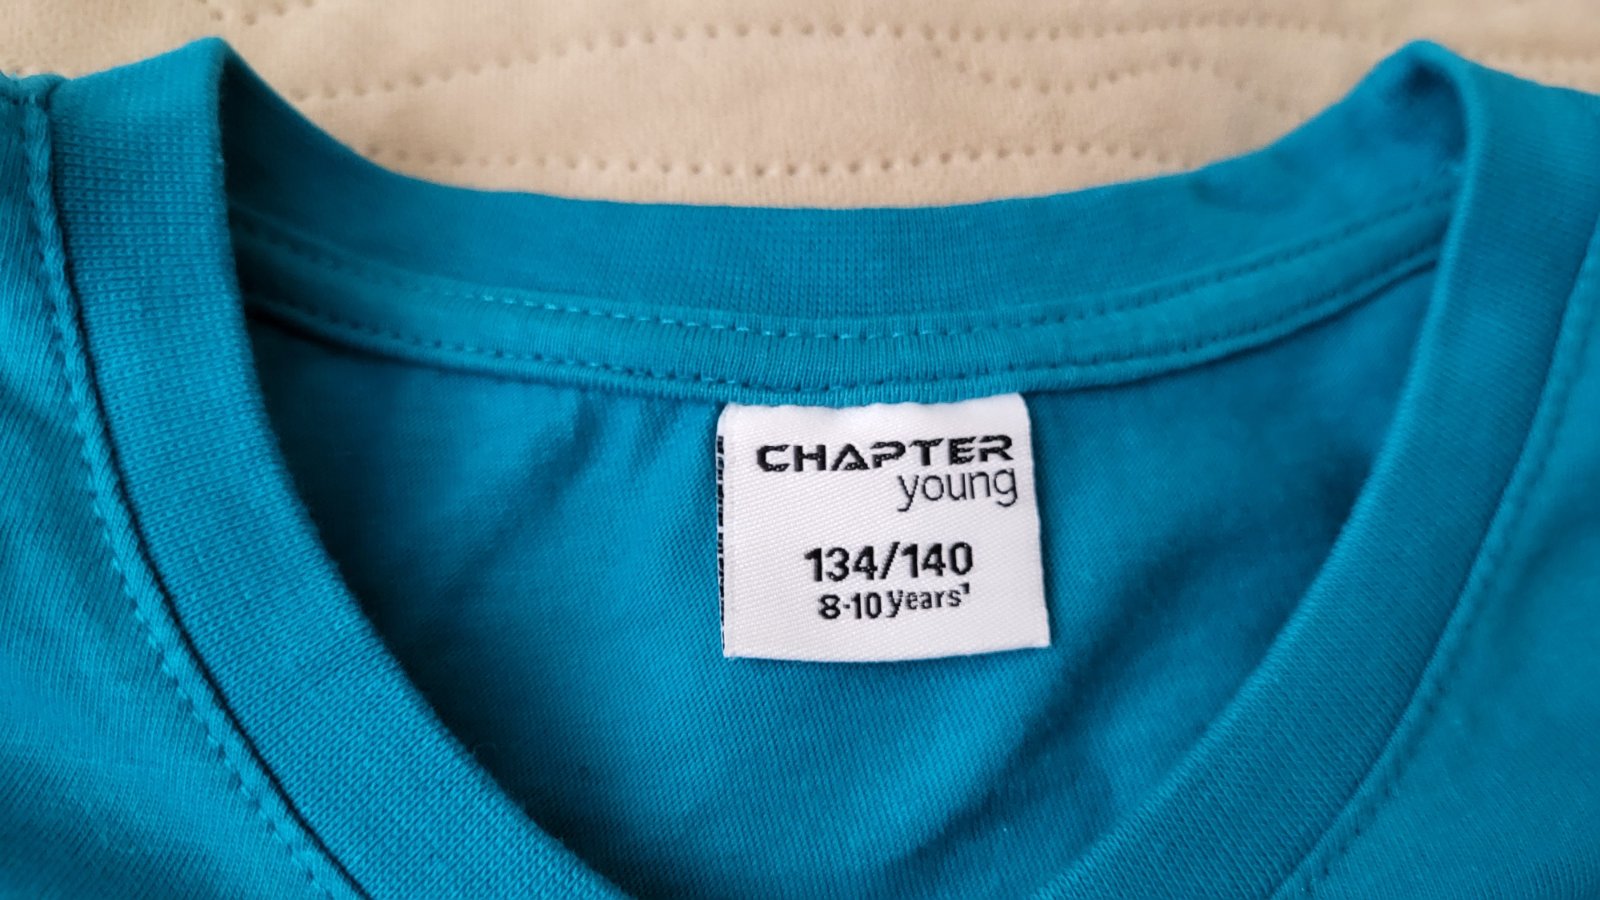 CHAPTER
young
134/140
8-10 years¹